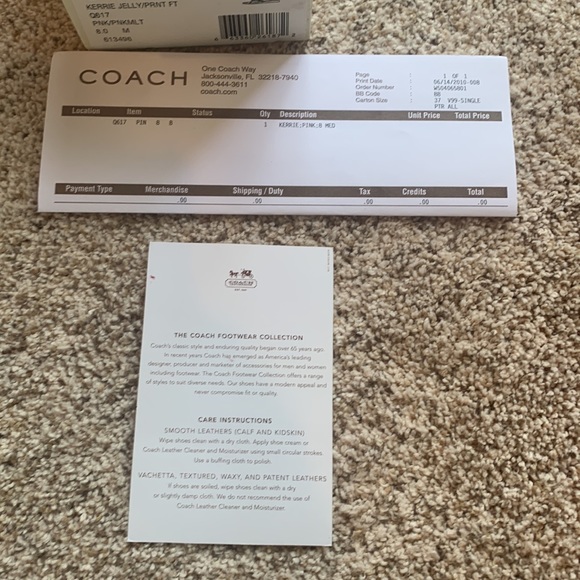 KERRIE JELLY/PRNT FT
Q617
PNK/PNKMLT
8.0 M
613496
COACH
One Coach Way
Jacksonville, FL 32218-7940
800-444-3611
coach.com
Page : 1 OF 1
Print Date : 06/14/2010-008
Order Number : WS04065801
BB Code : BB
Carton Size : 37 V99-SINGLE
PTR ALL
Location Item Status Qty Description Unit Price Total Price
Q617 PIN 8 B 1 KERRIE:PINK:8 MED
Payment Type Merchandise Shipping / Duty Tax Credits Total
.00 .00 .00 .00 .00
COACH
THE COACH FOOTWEAR COLLECTION
Coach's classic style and enduring quality began over 65 years ago.
In recent years Coach has emerged as America's leading
designer, producer and marketer of accessories for men and women
including footwear. The Coach Footwear Collection offers a range
of styles to suit diverse needs. Our shoes have a modern appeal and
never compromise fit or quality.
CARE INSTRUCTIONS
SMOOTH LEATHERS (CALF AND KIDSKIN)
Wipe shoes clean with a dry cloth. Apply shoe cream or
Coach Leather Cleaner and Moisturizer using small circular strokes.
Use a buffing cloth to polish.
VACHETTA, TEXTURED, WAXY, AND PATENT LEATHERS
If shoes are soiled, wipe shoes clean with a dry
or slightly damp cloth. We do not recommend the use of
Coach Leather Cleaner and Moisturizer.